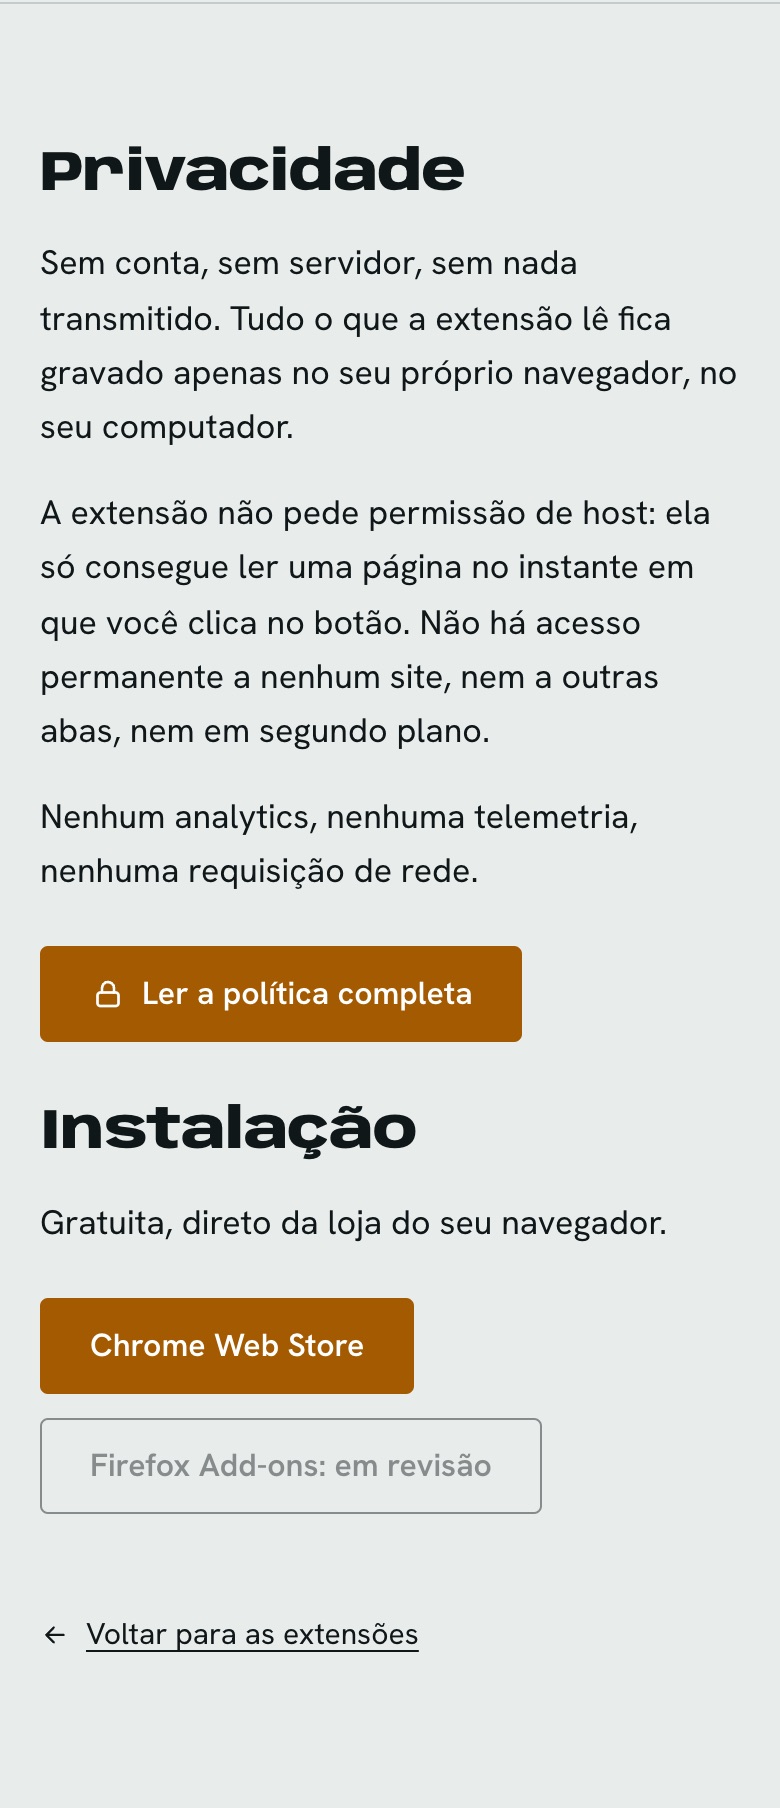 Privacidade
Sem conta, sem servidor, sem nada
transmitido. Tudo o que a extensão lê fica
gravado apenas no seu próprio navegador, no
seu computador.
A extensão não pede permissão de host: ela
só consegue ler uma página no instante em
que você clica no botão. Não há acesso
permanente a nenhum site, nem a outras
abas, nem em segundo plano.
Nenhum analytics, nenhuma telemetria,
nenhuma requisição de rede.
Ler a política completa
Instalação
Gratuita, direto da loja do seu navegador.
Chrome Web Store
Firefox Add-ons: em revisão
← Voltar para as extensões